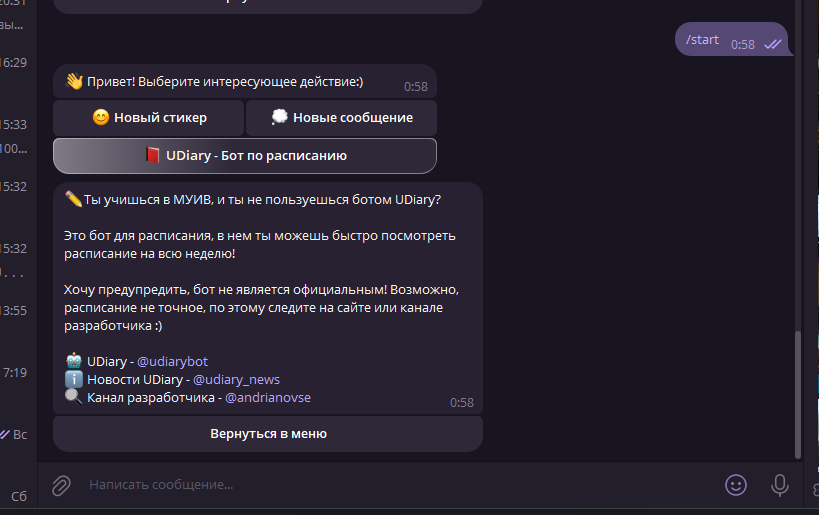 20:31
/start
0:58
вы...
16:29
👋 Привет! Выберите интересующее действие:)
0:58
😊 Новый стикер
💭 Новые сообщение
15:33
100...
📕 UDiary - Бот по расписанию
15:32
✏️Ты учишься в МУИВ, и ты не пользуешься ботом UDiary?
Это бот для расписания, в нем ты можешь быстро посмотреть
15:32
расписание на всю неделю!
Хочу предупредить, бот не является официальным! Возможно,
13:55
расписание не точное, по этому следите на сайте или канале
разработчика :)
🤖 UDiary - @udiarybot
7:19
ℹ️ Новости UDiary - @udiary_news
🔍 Канал разработчика - @andrianovse
0:58
Вс
Вернуться в меню
Написать сообщение...
Сб